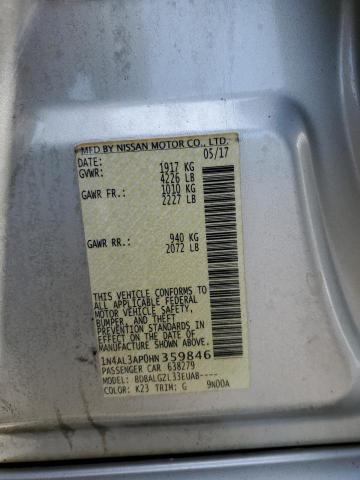 MFD BY NISSAN MOTOR CO., LTD.
DATE: 05/17
GVWR: 1917 KG
4226 LB
GAWR FR.: 1010 KG
2227 LB
GAWR RR.: 940 KG
2072 LB
THIS VEHICLE CONFORMS TO
ALL APPLICABLE FEDERAL
MOTOR VEHICLE SAFETY,
BUMPER, AND THEFT
PREVENTION STANDARDS
IN EFFECT ON THE DATE OF
MANUFACTURE SHOWN ABOVE.
1N4AL3AP0HN 359846
PASSENGER CAR 638279
MODEL: BDBALGZL33EUAB----
COLOR: K23 TRIM: G 9N00A